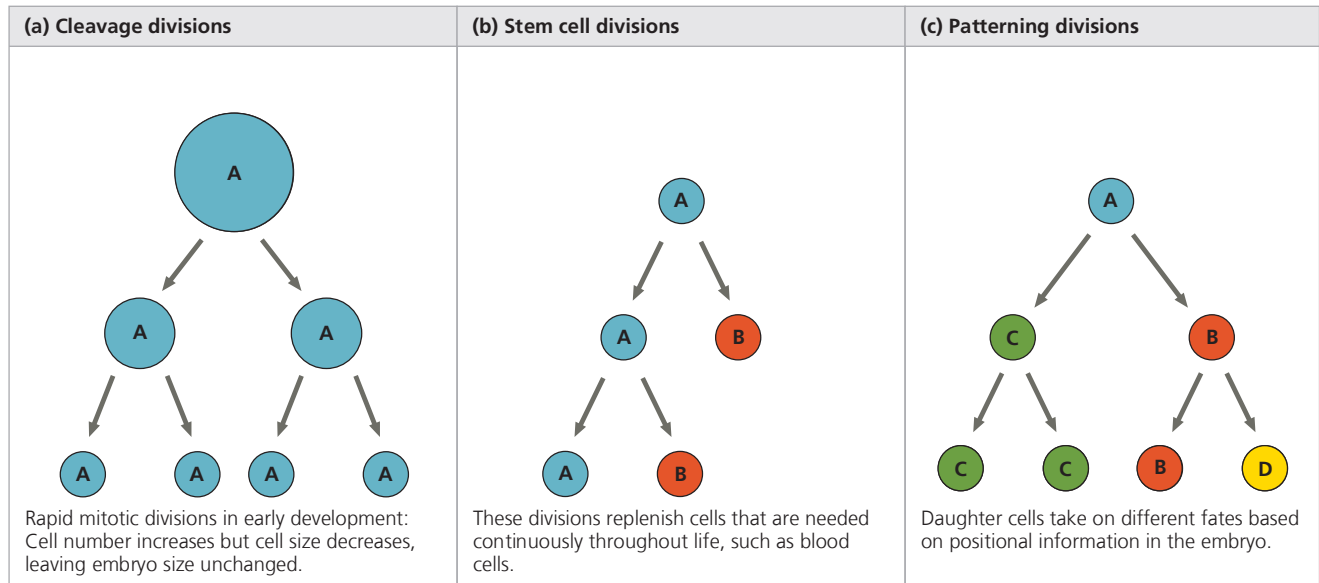 (a) Cleavage divisions
A
A
A
A
A
A
A
Rapid mitotic divisions in early development:
Cell number increases but cell size decreases,
leaving embryo size unchanged.
(b) Stem cell divisions
A
A
B
A
B
These divisions replenish cells that are needed
continuously throughout life, such as blood
cells.
(c) Patterning divisions
A
C
B
C
C
B
D
Daughter cells take on different fates based
on positional information in the embryo.